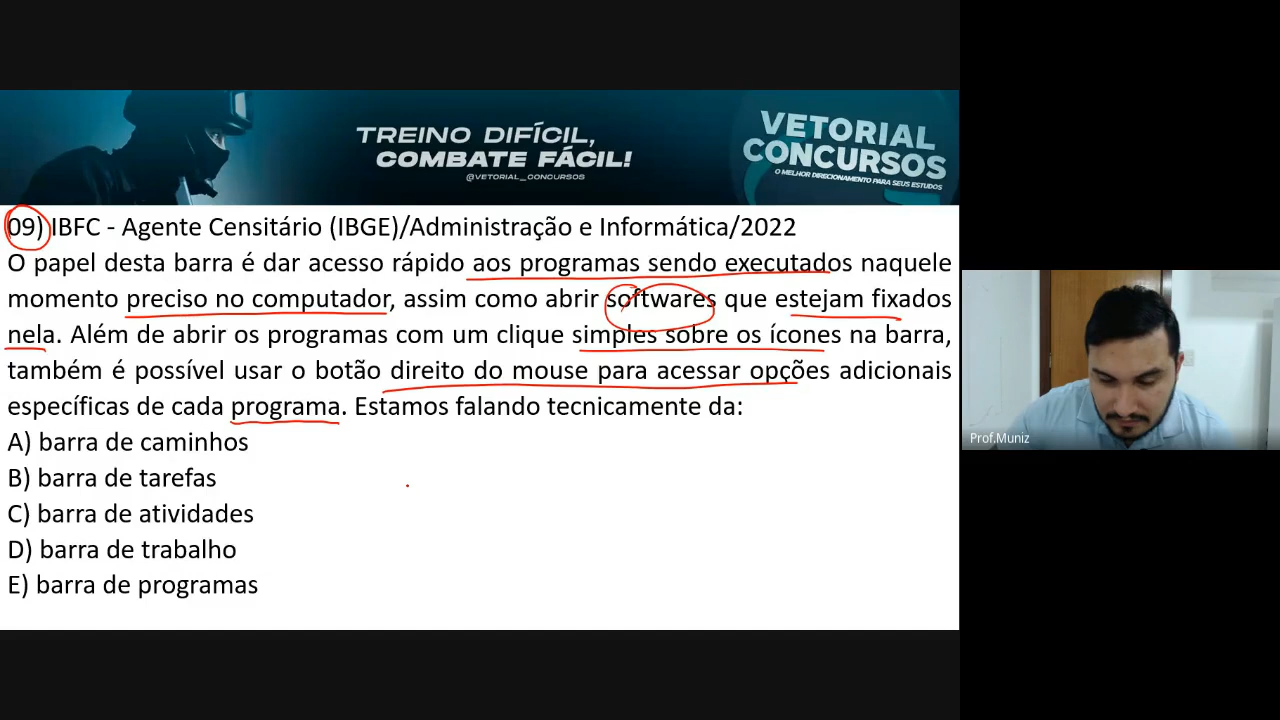 TREINO DIFÍCIL,
COMBATE FÁCIL!
@VETORIAL_CONCURSOS
VETORIAL
CONCURSOS
O MELHOR DIRECIONAMENTO PARA SEUS ESTUDOS
09) IBFC - Agente Censitário (IBGE)/Administração e Informática/2022
O papel desta barra é dar acesso rápido aos programas sendo executados naquele
momento preciso no computador, assim como abrir softwares que estejam fixados
nela. Além de abrir os programas com um clique simples sobre os ícones na barra,
também é possível usar o botão direito do mouse para acessar opções adicionais
específicas de cada programa. Estamos falando tecnicamente da:
A) barra de caminhos
B) barra de tarefas
C) barra de atividades
D) barra de trabalho
E) barra de programas
Prof.Muniz